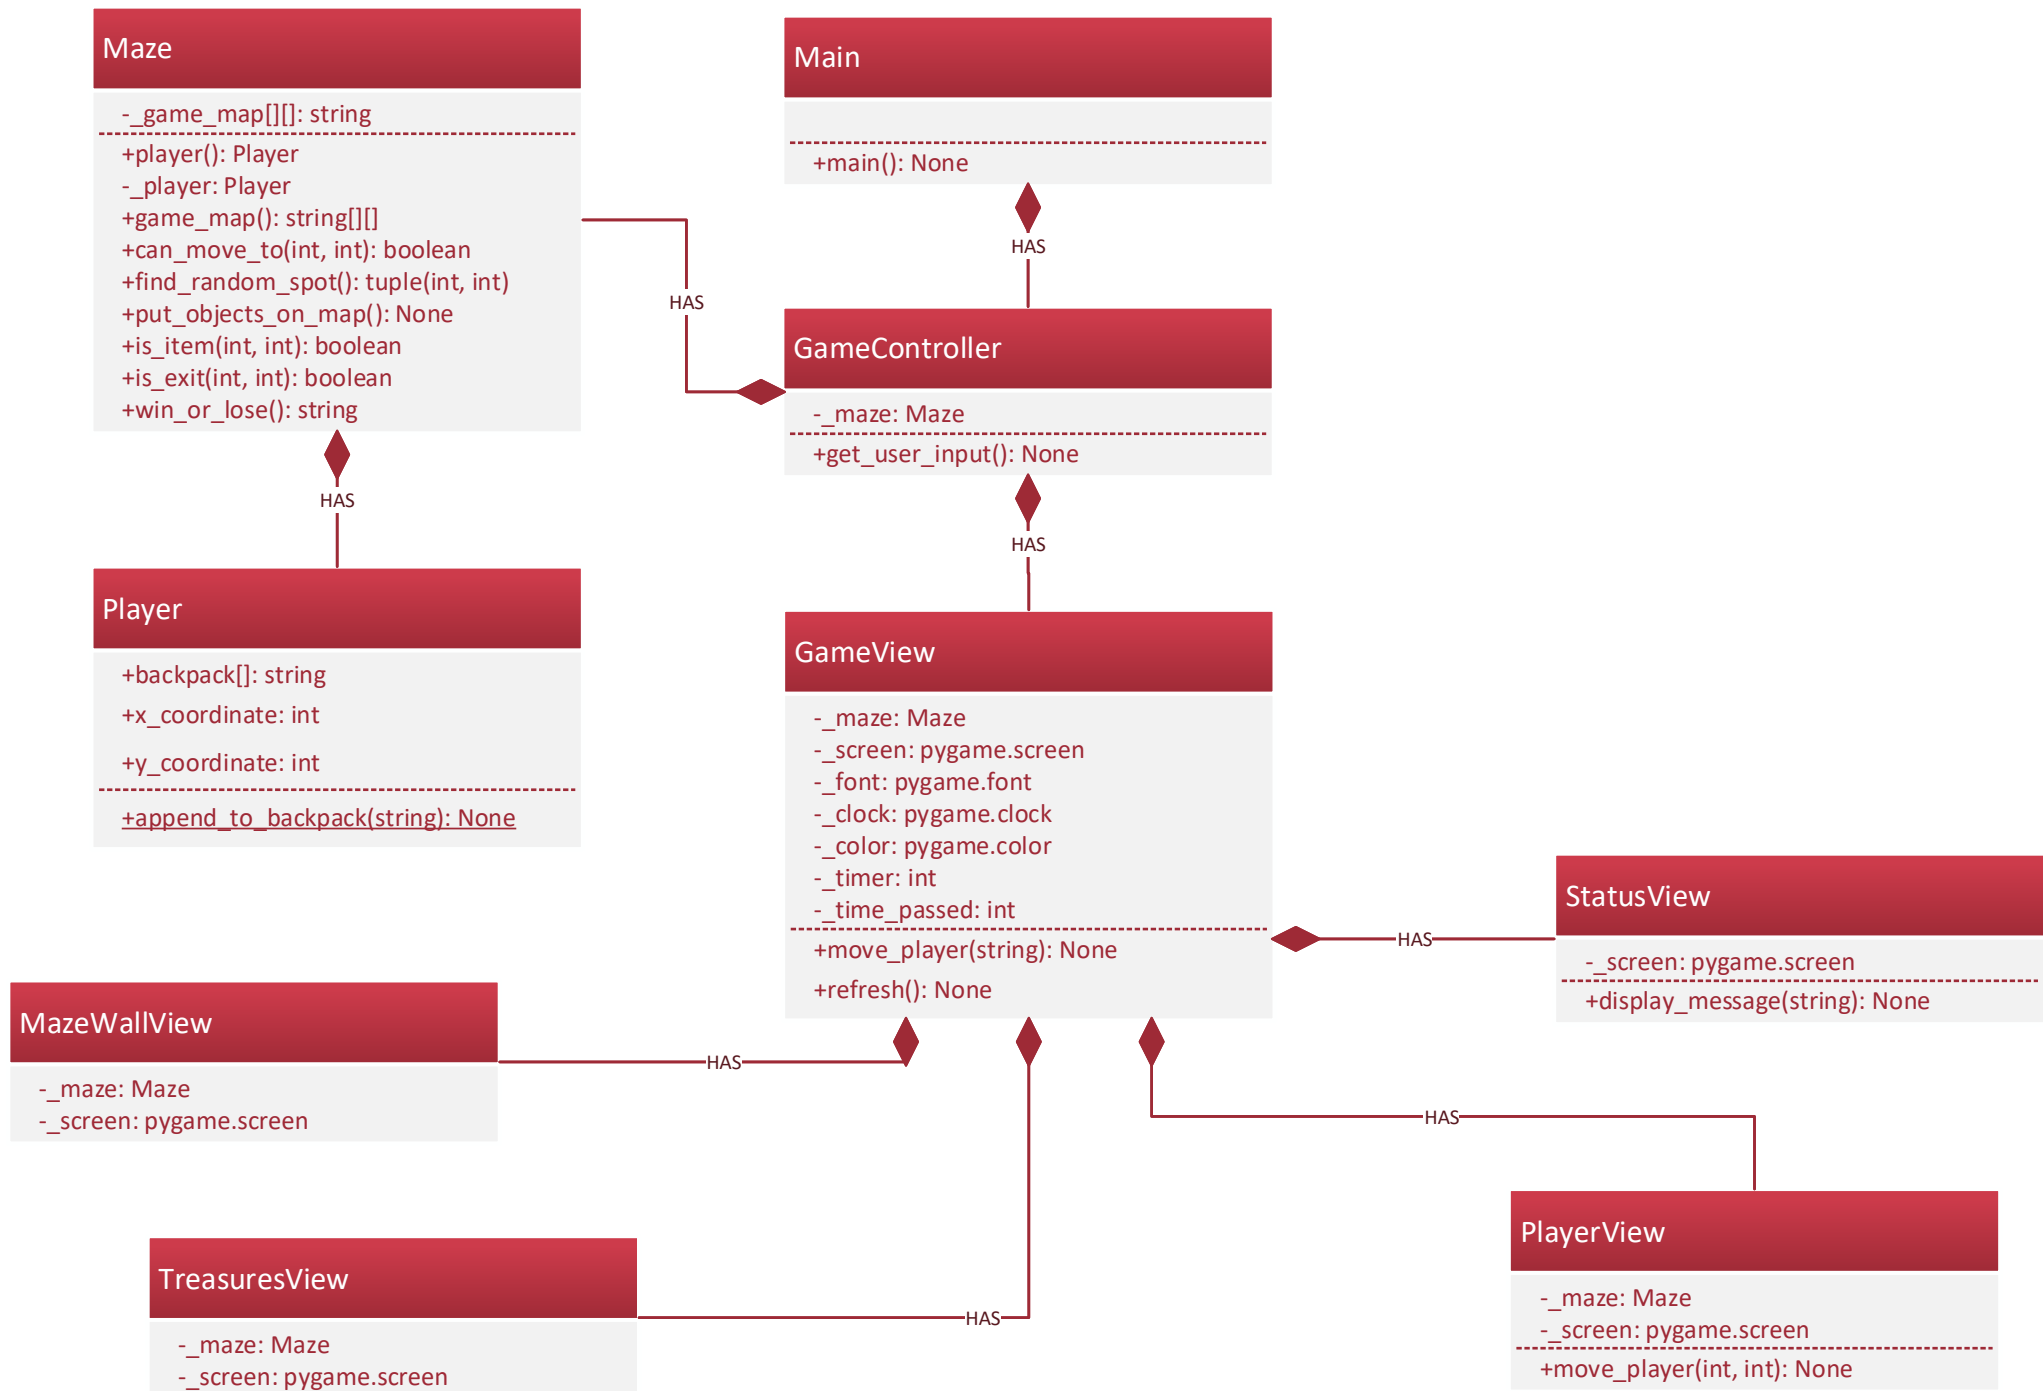 Maze
-_game_map[][]: string
+player(): Player
-_player: Player
+game_map(): string[][]
+can_move_to(int, int): boolean
+find_random_spot(): tuple(int, int)
+put_objects_on_map(): None
+is_item(int, int): boolean
+is_exit(int, int): boolean
+win_or_lose(): string
HAS
Player
+backpack[]: string
+x_coordinate: int
+y_coordinate: int
+append_to_backpack(string): None
HAS
Main
+main(): None
HAS
GameController
-_maze: Maze
+get_user_input(): None
HAS
GameView
-_maze: Maze
-_screen: pygame.screen
-_font: pygame.font
-_clock: pygame.clock
-_color: pygame.color
-_timer: int
-_time_passed: int
+move_player(string): None
+refresh(): None
HAS
StatusView
-_screen: pygame.screen
+display_message(string): None
MazeWallView
-_maze: Maze
-_screen: pygame.screen
HAS
HAS
TreasuresView
-_maze: Maze
-_screen: pygame.screen
HAS
PlayerView
-_maze: Maze
-_screen: pygame.screen
+move_player(int, int): None